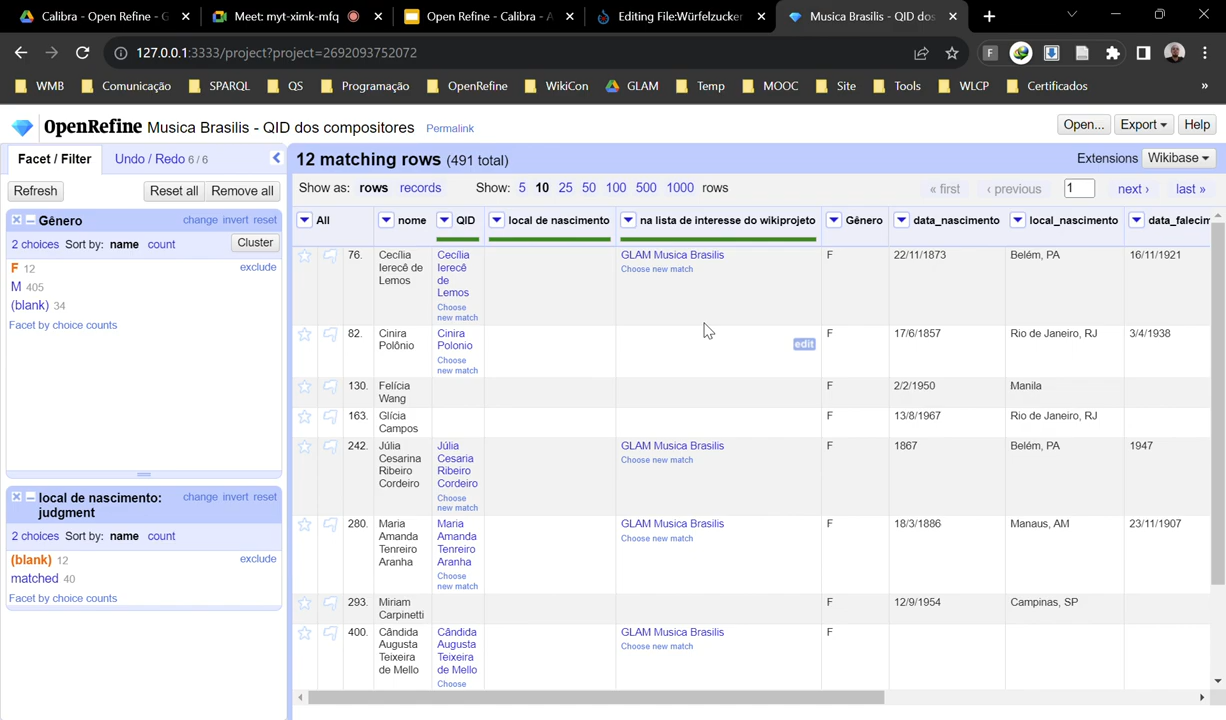 Calibra - Open Refine - G
Meet: myt-ximk-mfq
Open Refine - Calibra - A
Editing File:Würfelzucker
Musica Brasilis - QID dos
127.0.0.1:3333/project?project=2692093752072
WMB Comunicação SPARQL QS Programação OpenRefine WikiCon GLAM Temp MOOC Site Tools WLCP Certificados »
OpenRefine Musica Brasilis - QID dos compositores Permalink
Open... Export Help
Facet / Filter Undo / Redo 6 / 6
Refresh Reset all Remove all
Gênero change invert reset
2 choices Sort by: name count Cluster
F 12 exclude
M 405
(blank) 34
Facet by choice counts
local de nascimento: judgment change invert reset
2 choices Sort by: name count
(blank) 12 exclude
matched 40
Facet by choice counts
12 matching rows (491 total)
Extensions Wikibase
Show as: rows records Show: 5 10 25 50 100 500 1000 rows
« first ‹ previous 1 next › last »
All nome QID local de nascimento na lista de interesse do wikiprojeto Gênero data_nascimento local_nascimento data_falecim
76. Cecília Ierecê de Lemos Cecília Ierecê de Lemos Choose new match GLAM Musica Brasilis Choose new match F 22/11/1873 Belém, PA 16/11/1921
82. Cinira Polônio Cinira Polonio Choose new match edit F 17/6/1857 Rio de Janeiro, RJ 3/4/1938
130. Felícia Wang F 2/2/1950 Manila
163. Glícia Campos F 13/8/1967 Rio de Janeiro, RJ
242. Júlia Cesarina Ribeiro Cordeiro Júlia Cesaria Ribeiro Cordeiro Choose new match GLAM Musica Brasilis Choose new match F 1867 Belém, PA 1947
280. Maria Amanda Tenreiro Aranha Maria Amanda Tenreiro Aranha Choose new match GLAM Musica Brasilis Choose new match F 18/3/1886 Manaus, AM 23/11/1907
293. Miriam Carpinetti F 12/9/1954 Campinas, SP
400. Cândida Augusta Teixeira de Mello Cândida Augusta Teixeira de Mello Choose GLAM Musica Brasilis Choose new match F